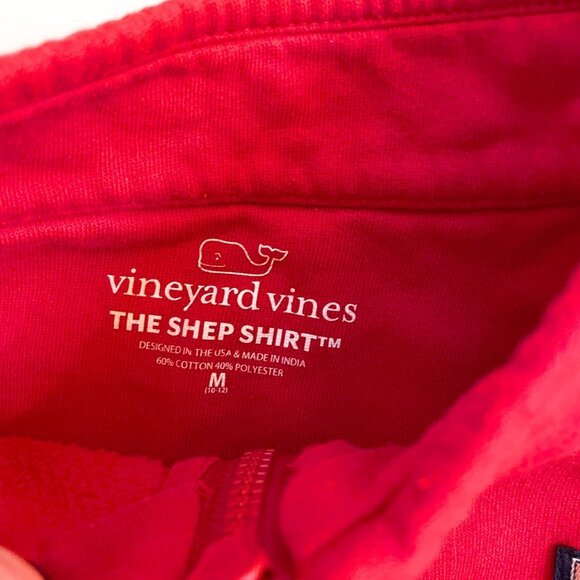 vineyard vines
THE SHEP SHIRT™
DESIGNED IN THE USA & MADE IN INDIA
60% COTTON 40% POLYESTER
M
(10-12)